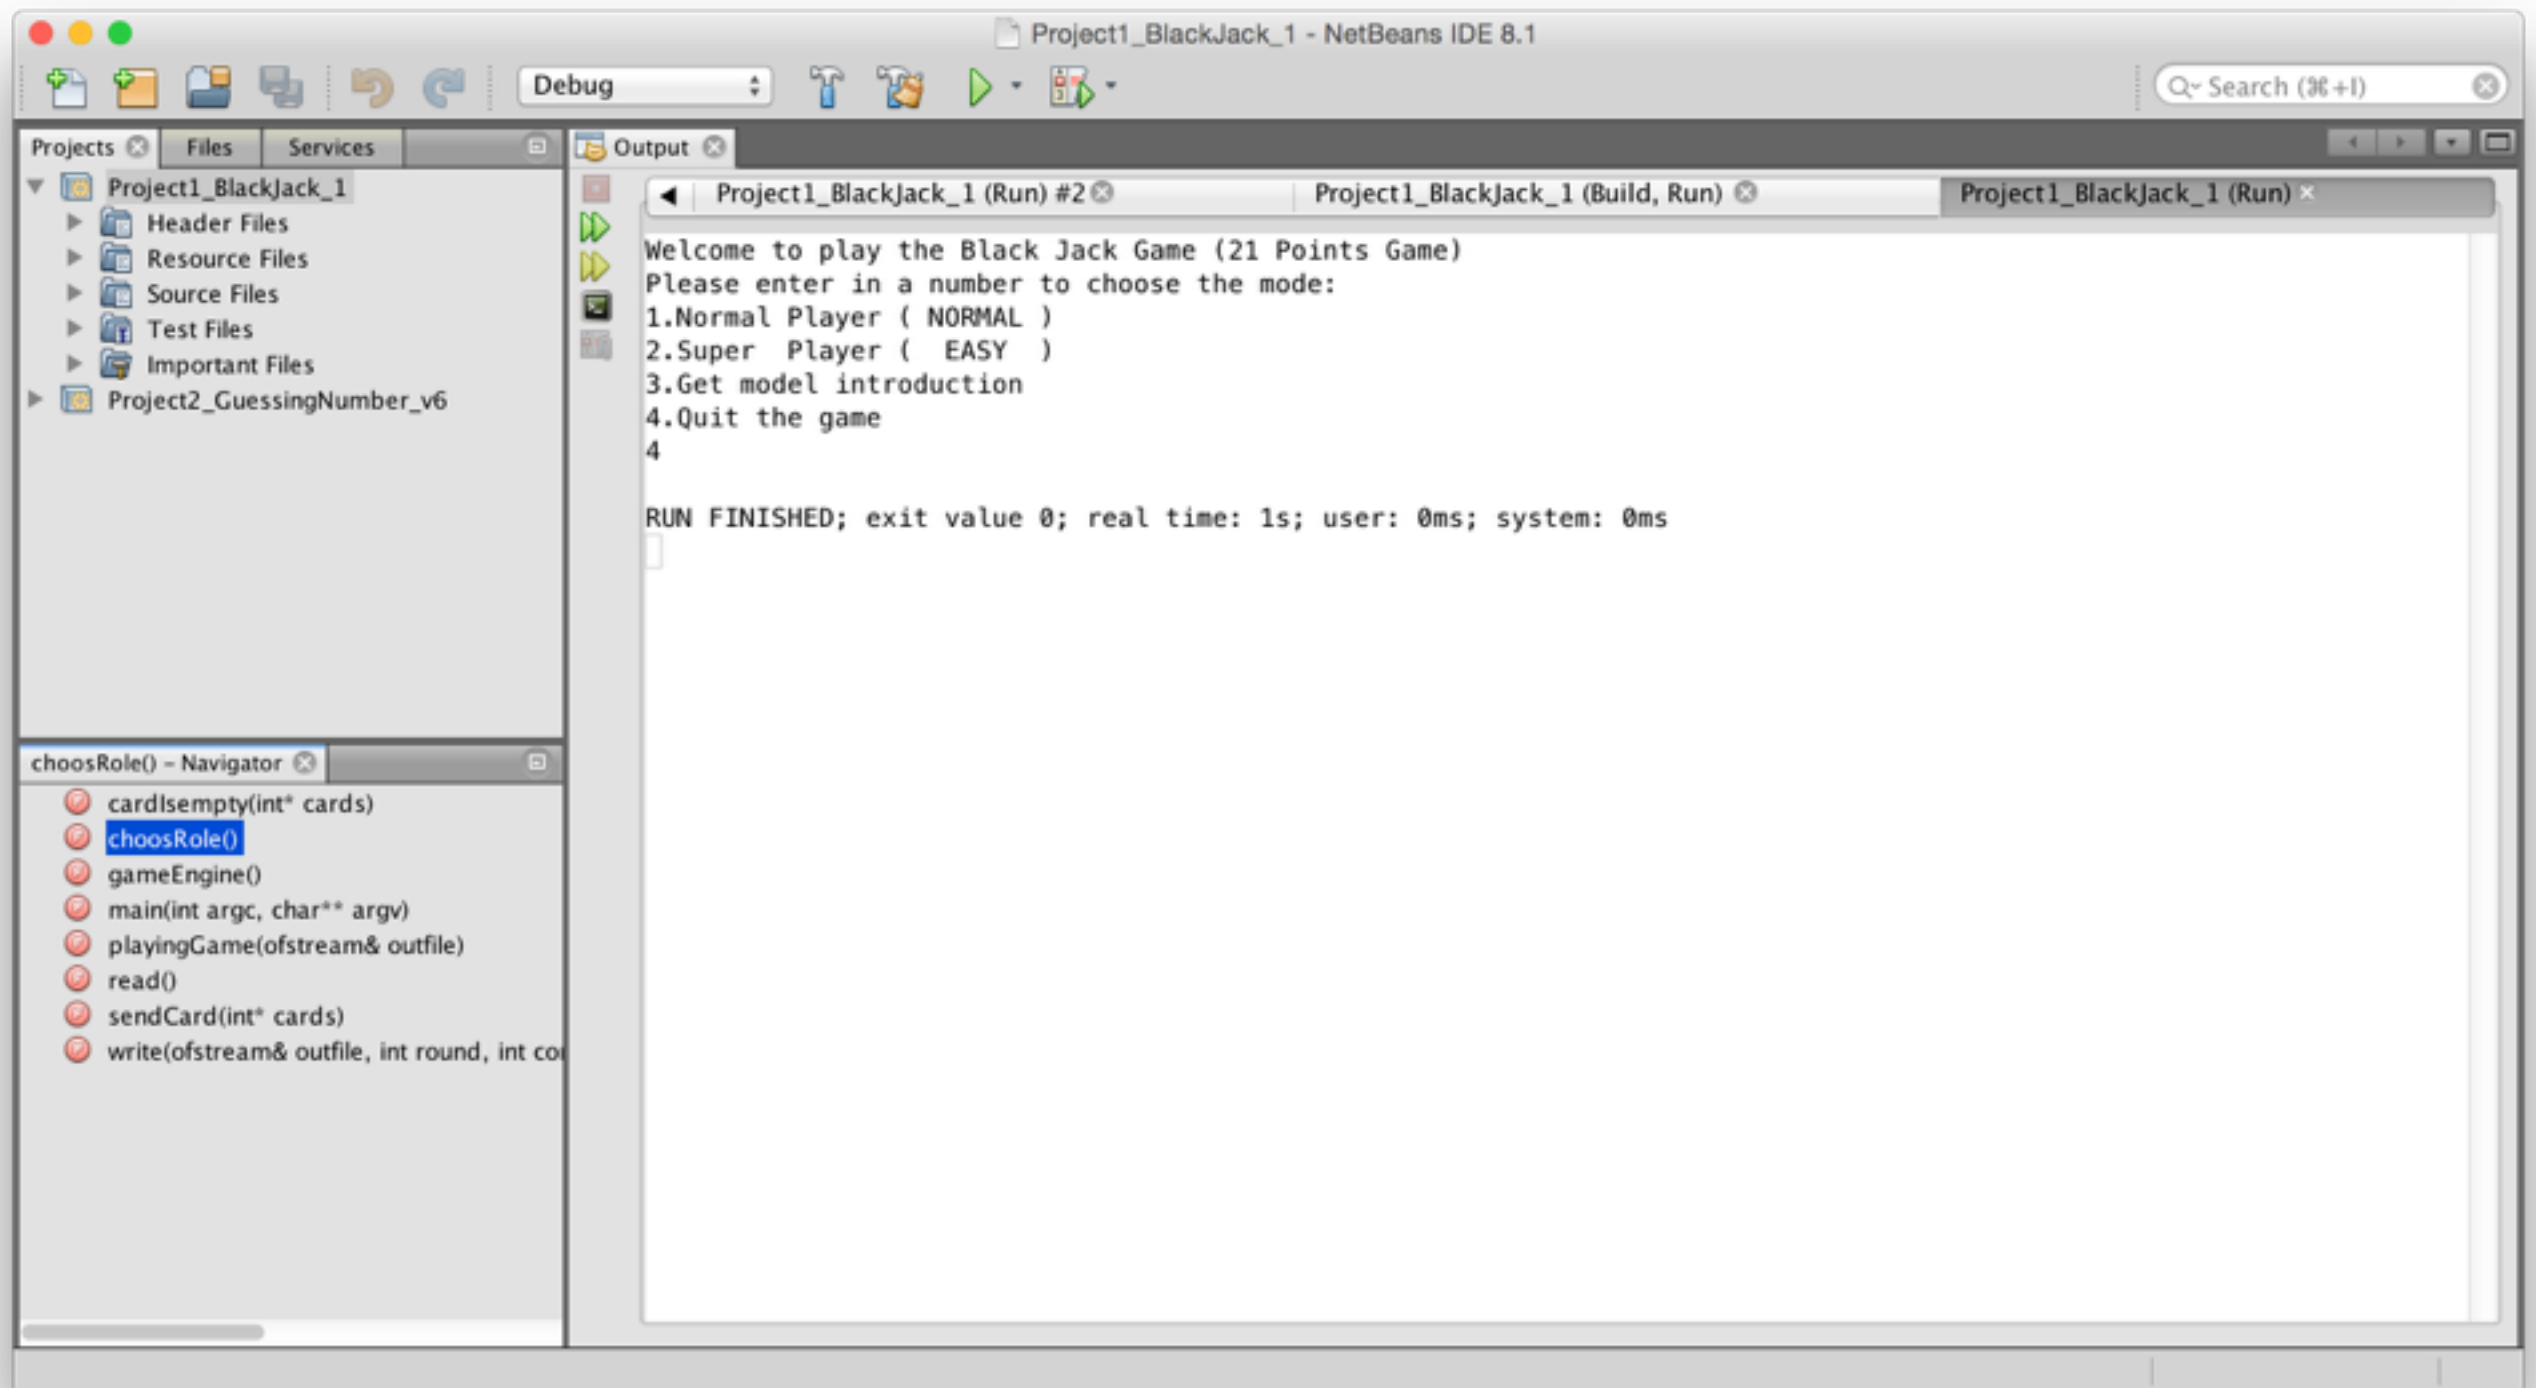 Project1_BlackJack_1 - NetBeans IDE 8.1
Debug
Search (⌘+I)
Projects
Files
Services
Project1_BlackJack_1
Header Files
Resource Files
Source Files
Test Files
Important Files
Project2_GuessingNumber_v6
choosRole() – Navigator
cardIsempty(int* cards)
choosRole()
gameEngine()
main(int argc, char** argv)
playingGame(ofstream& outfile)
read()
sendCard(int* cards)
write(ofstream& outfile, int round, int
Output
Project1_BlackJack_1 (Run) #2
Project1_BlackJack_1 (Build, Run)
Project1_BlackJack_1 (Run)
Welcome to play the Black Jack Game (21 Points Game)
Please enter in a number to choose the mode:
1.Normal Player ( NORMAL )
2.Super  Player (  EASY  )
3.Get model introduction
4.Quit the game
4
RUN FINISHED; exit value 0; real time: 1s; user: 0ms; system: 0ms